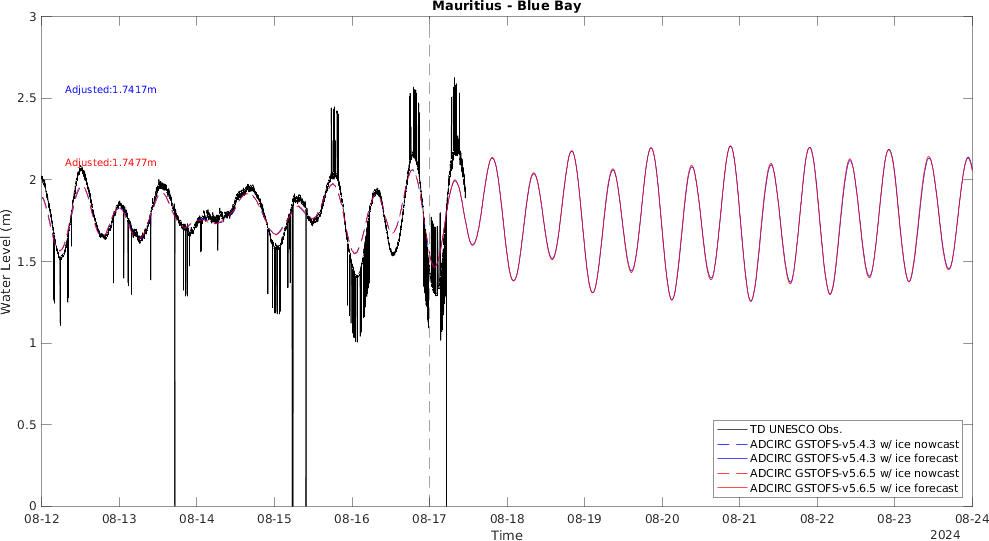 Mauritius - Blue Bay
3
2.5
2
1.5
1
0.5
0
Water Level (m)
Adjusted:1.7417m
Adjusted:1.7477m
TD UNESCO Obs.
ADCIRC GSTOFS-v5.4.3 w/ ice nowcast
ADCIRC GSTOFS-v5.4.3 w/ ice forecast
ADCIRC GSTOFS-v5.6.5 w/ ice nowcast
ADCIRC GSTOFS-v5.6.5 w/ ice forecast
08-12 08-13 08-14 08-15 08-16 08-17 08-18 08-19 08-20 08-21 08-22 08-23 08-24
Time
2024